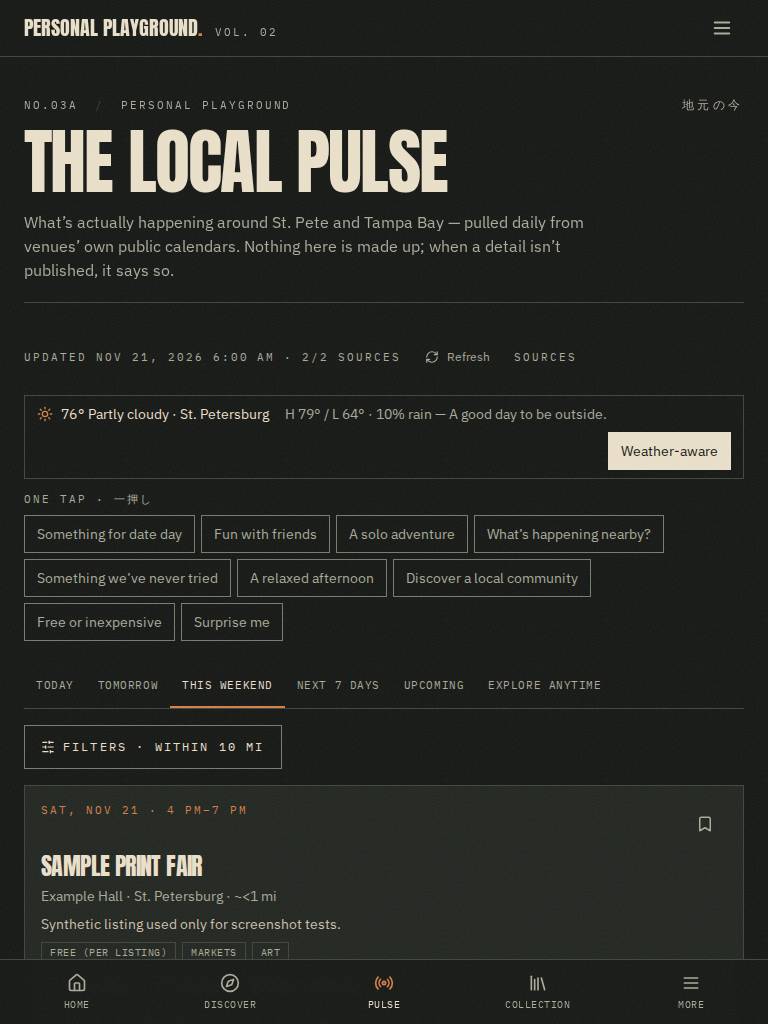 PERSONAL PLAYGROUND. VOL. 02
NO.03A / PERSONAL PLAYGROUND
地元の今
THE LOCAL PULSE
What’s actually happening around St. Pete and Tampa Bay — pulled daily from
venues’ own public calendars. Nothing here is made up; when a detail isn’t
published, it says so.
UPDATED NOV 21, 2026 6:00 AM · 2/2 SOURCES
Refresh
SOURCES
76° Partly cloudy · St. Petersburg
H 79° / L 64° · 10% rain — A good day to be outside.
Weather-aware
ONE TAP · 一押し
Something for date day
Fun with friends
A solo adventure
What’s happening nearby?
Something we’ve never tried
A relaxed afternoon
Discover a local community
Free or inexpensive
Surprise me
TODAY
TOMORROW
THIS WEEKEND
NEXT 7 DAYS
UPCOMING
EXPLORE ANYTIME
FILTERS · WITHIN 10 MI
SAT, NOV 21 · 4 PM–7 PM
SAMPLE PRINT FAIR
Example Hall · St. Petersburg · ~<1 mi
Synthetic listing used only for screenshot tests.
FREE (PER LISTING)
MARKETS
ART
HOME
DISCOVER
PULSE
COLLECTION
MORE